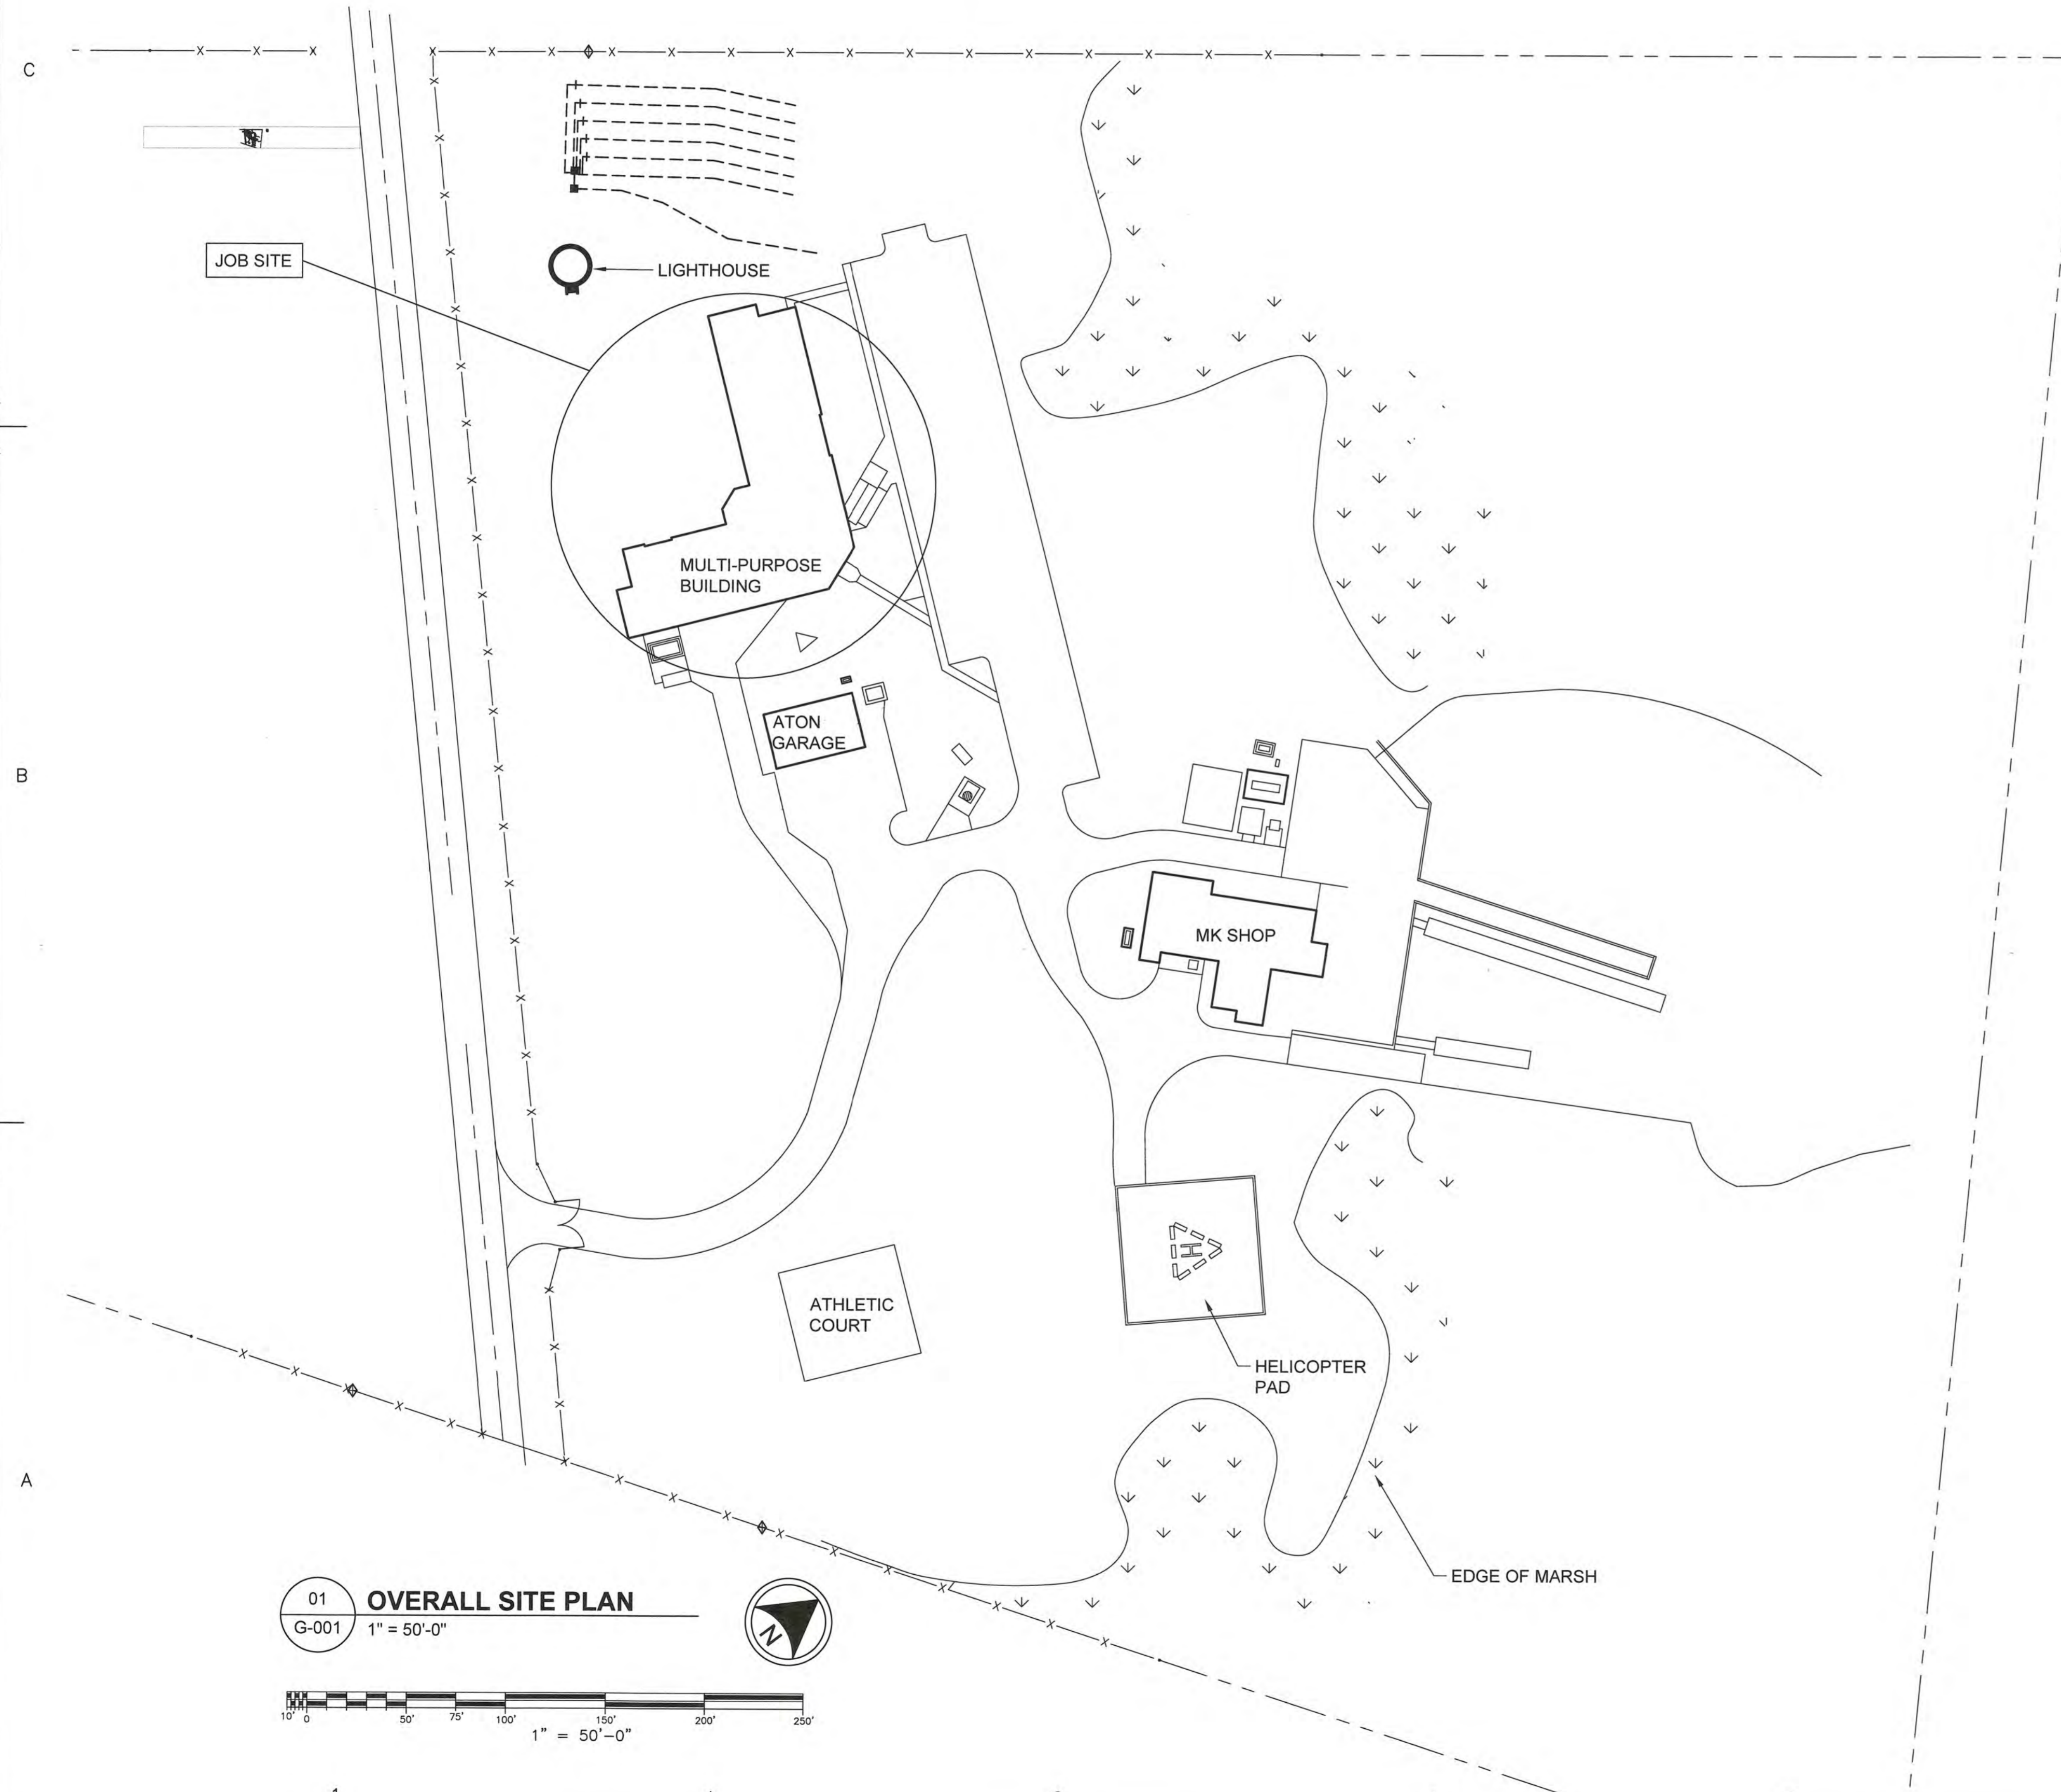 C
JOB SITE
LIGHTHOUSE
MULTI-PURPOSE
BUILDING
ATON
GARAGE
B
MK SHOP
H
ATHLETIC
COURT
HELICOPTER
PAD
A
EDGE OF MARSH
01
OVERALL SITE PLAN
G-001
1" = 50'-0"
N
10' 0 50' 75' 100' 150' 200' 250'
1" = 50'-0"